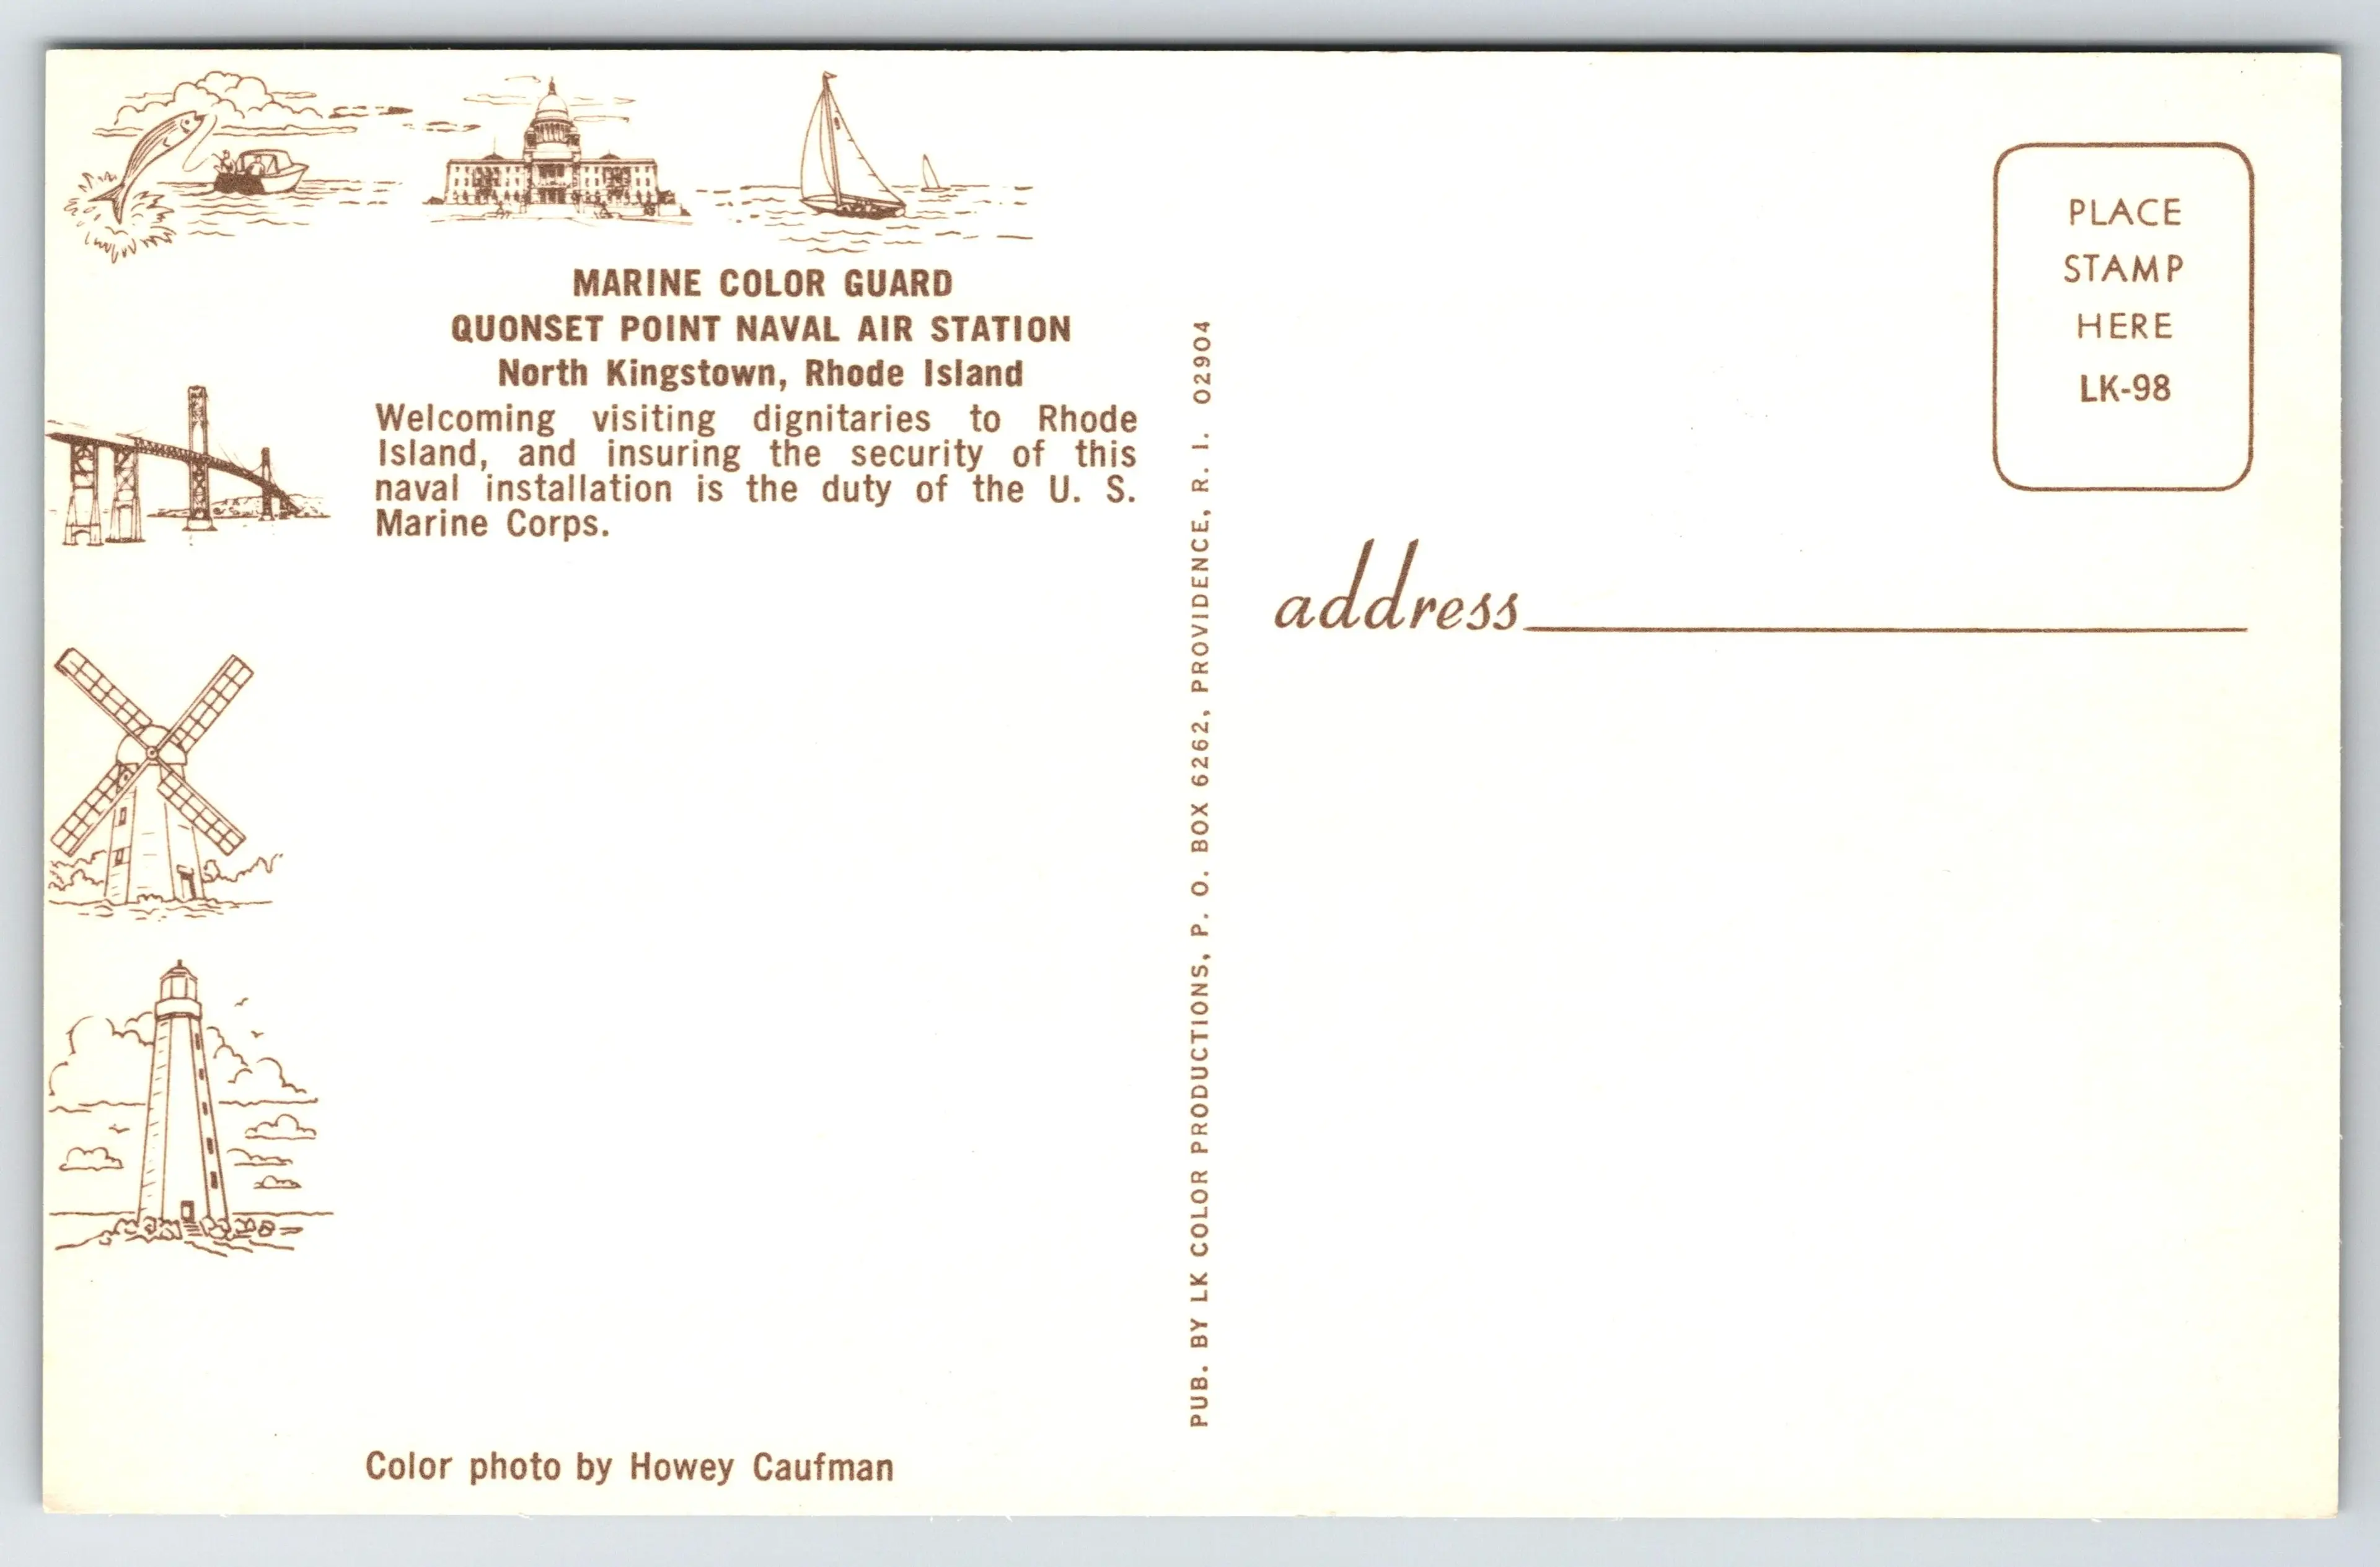 MARINE COLOR GUARD
QUONSET POINT NAVAL AIR STATION
North Kingstown, Rhode Island
Welcoming visiting dignitaries to Rhode
Island, and insuring the security of this
naval installation is the duty of the U. S.
Marine Corps.
Color photo by Howey Caufman
PUB. BY LK COLOR PRODUCTIONS, P. O. BOX 6262, PROVIDENCE, R. I. 02904
PLACE
STAMP
HERE
LK-98
address